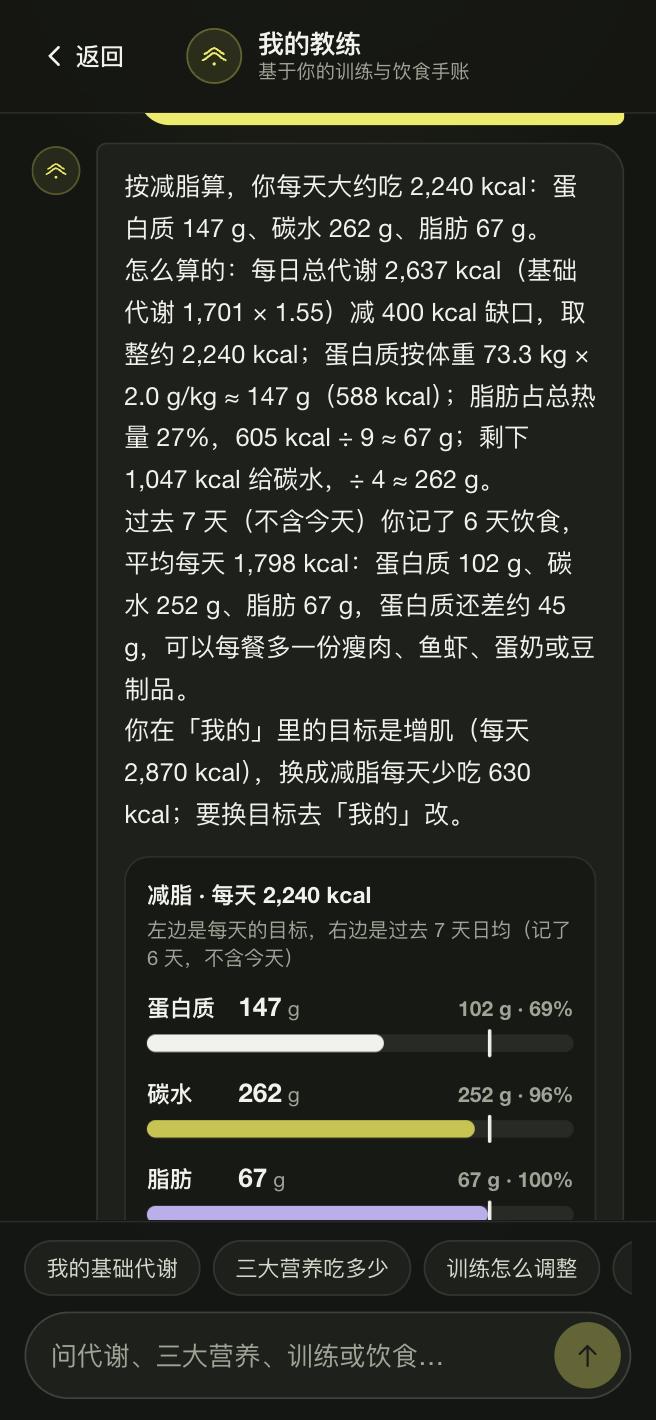 返回
我的教练
基于你的训练与饮食手账
按减脂算，你每天大约吃 2,240 kcal：蛋
白质 147 g、碳水 262 g、脂肪 67 g。
怎么算的：每日总代谢 2,637 kcal（基础
代谢 1,701 × 1.55）减 400 kcal 缺口，取
整约 2,240 kcal；蛋白质按体重 73.3 kg ×
2.0 g/kg ≈ 147 g（588 kcal）；脂肪占总热
量 27%，605 kcal ÷ 9 ≈ 67 g；剩下
1,047 kcal 给碳水，÷ 4 ≈ 262 g。
过去 7 天（不含今天）你记了 6 天饮食，
平均每天 1,798 kcal：蛋白质 102 g、碳
水 252 g、脂肪 67 g，蛋白质还差约 45
g，可以每餐多一份瘦肉、鱼虾、蛋奶或豆
制品。
你在「我的」里的目标是增肌（每天
2,870 kcal），换成减脂每天少吃 630
kcal；要换目标去「我的」改。
减脂 · 每天 2,240 kcal
左边是每天的目标，右边是过去 7 天日均（记了
6 天，不含今天）
蛋白质 147 g 102 g · 69%
碳水 262 g 252 g · 96%
脂肪 67 g 67 g · 100%
我的基础代谢 三大营养吃多少 训练怎么调整
问代谢、三大营养、训练或饮食…